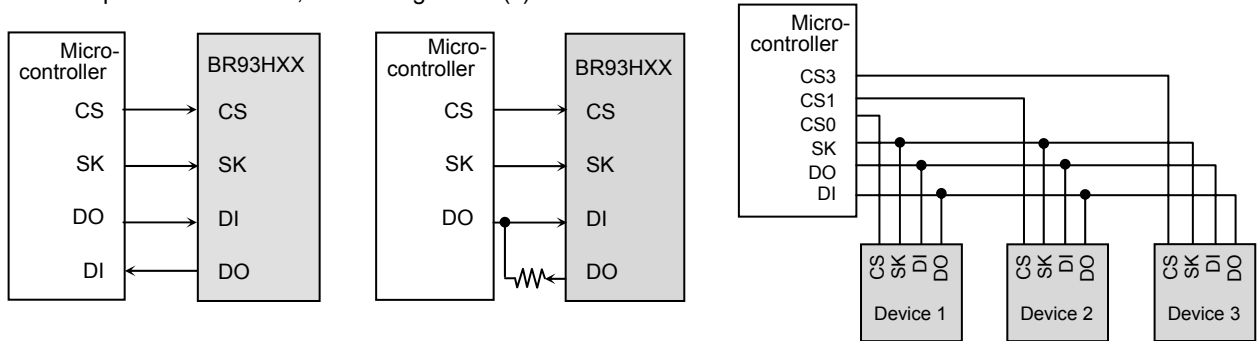 Micro-
controller
CS
SK
DO
DI
BR93HXX
CS
SK
DI
DO
Micro-
controller
CS
SK
DO
BR93HXX
CS
SK
DI
DO
Micro-
controller
CS3
CS1
CS0
SK
DO
DI
CS
SK
DI
DO
Device 1
CS
SK
DI
DO
Device 2
CS
SK
DI
DO
Device 3